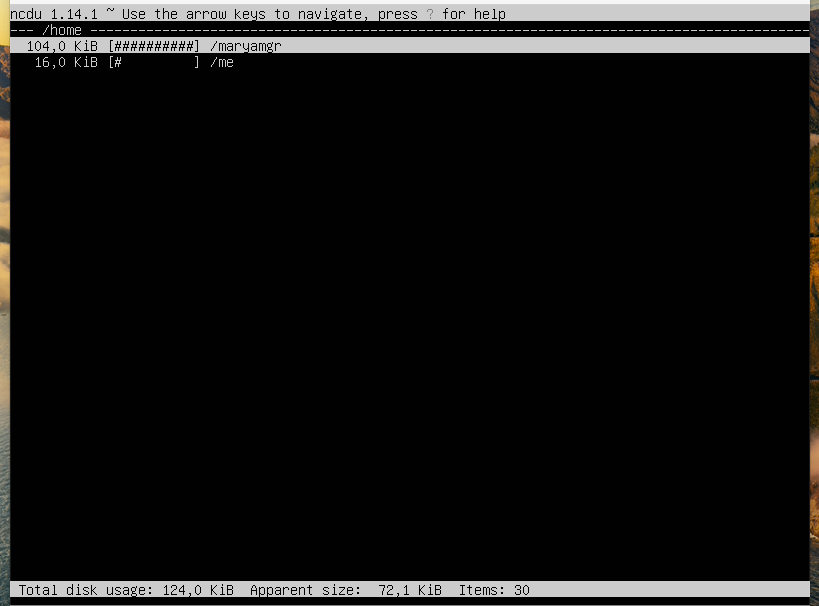 ncdu 1.14.1 ~ Use the arrow keys to navigate, press ? for help
--- /home ------------------------------------------------------------------------------------------
  104,0 KiB [##########] /maryamgr
   16,0 KiB [#         ] /me
 Total disk usage: 124,0 KiB  Apparent size:  72,1 KiB  Items: 30